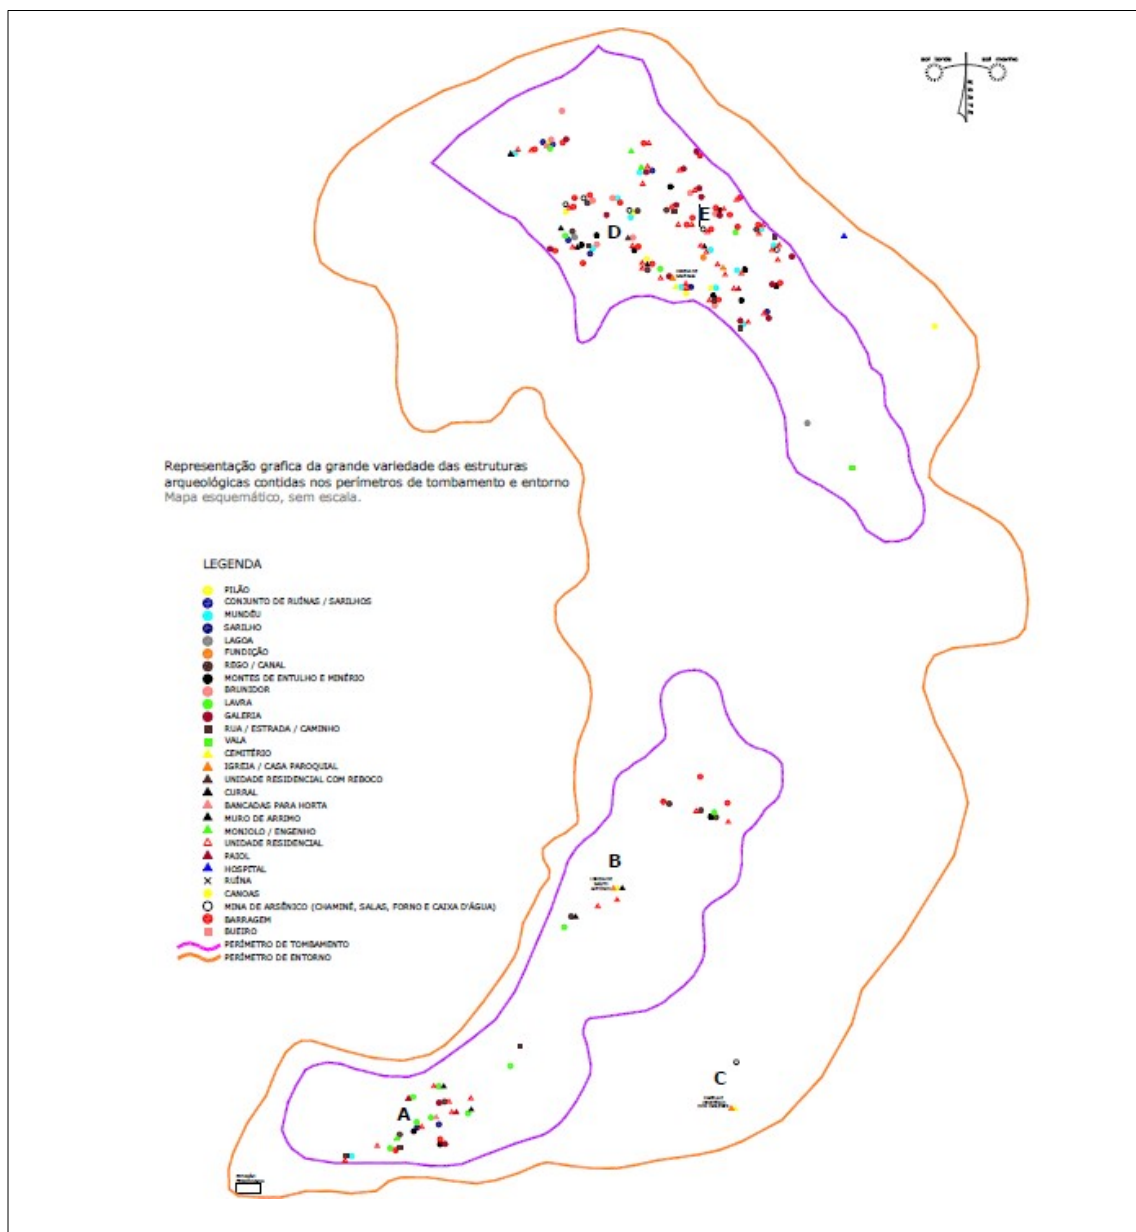 sol tarde
sol manhã
E
D
Representação grafica da grande variedade das estruturas
arqueológicas contidas nos perímetros de tombamento e entorno
Mapa esquemático, sem escala.
LEGENDA
PILÃO
CONJUNTO DE RUÍNAS / SARILHOS
MUNDÉU
SARILHO
LAGOA
FUNDIÇÃO
REGO / CANAL
MONTES DE ENTULHO E MINÉRIO
BRUNIDOR
LAVRA
GALERIA
RUA / ESTRADA / CAMINHO
VALA
CEMITÉRIO
IGREJA / CASA PAROQUIAL
UNIDADE RESIDENCIAL COM REBOCO
CURRAL
BANCADAS PARA HORTA
MURO DE ARRIMO
MONJOLO / ENGENHO
UNIDADE RESIDENCIAL
PAIOL
HOSPITAL
RUÍNA
CANOAS
MINA DE ARSÊNICO (CHAMINÉ, SALAS, FORNO E CAIXA D'ÁGUA)
BARRAGEM
BUEIRO
PERÍMETRO DE TOMBAMENTO
PERÍMETRO DE ENTORNO
B
C
A